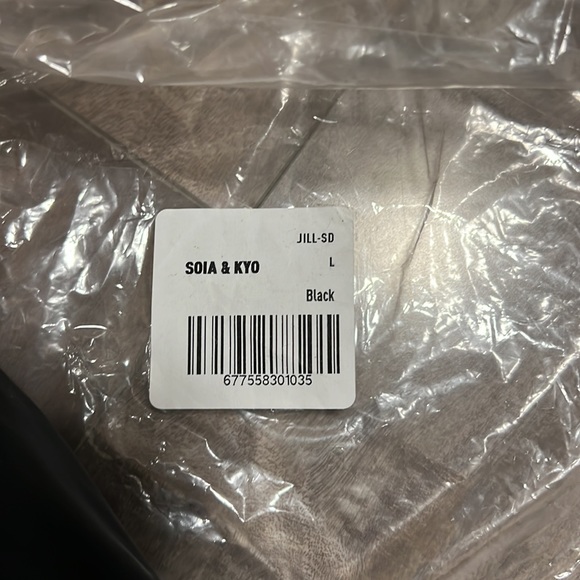 JILL-SD
SOIA & KYO
L
Black
677558301035